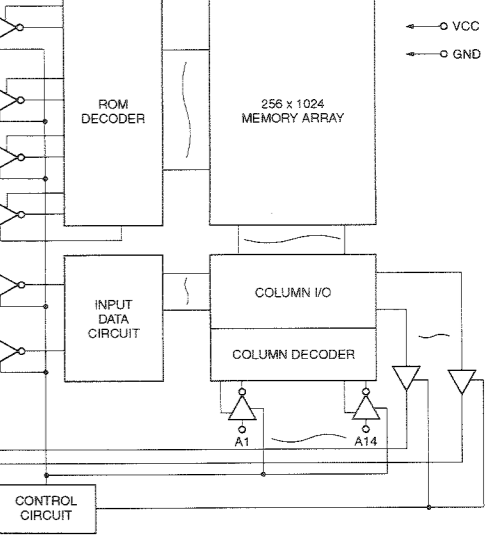 VCC
GND
ROM
DECODER
256 x 1024
MEMORY ARRAY
INPUT
DATA
CIRCUIT
COLUMN I/O
COLUMN DECODER
A1
A14
CONTROL
CIRCUIT